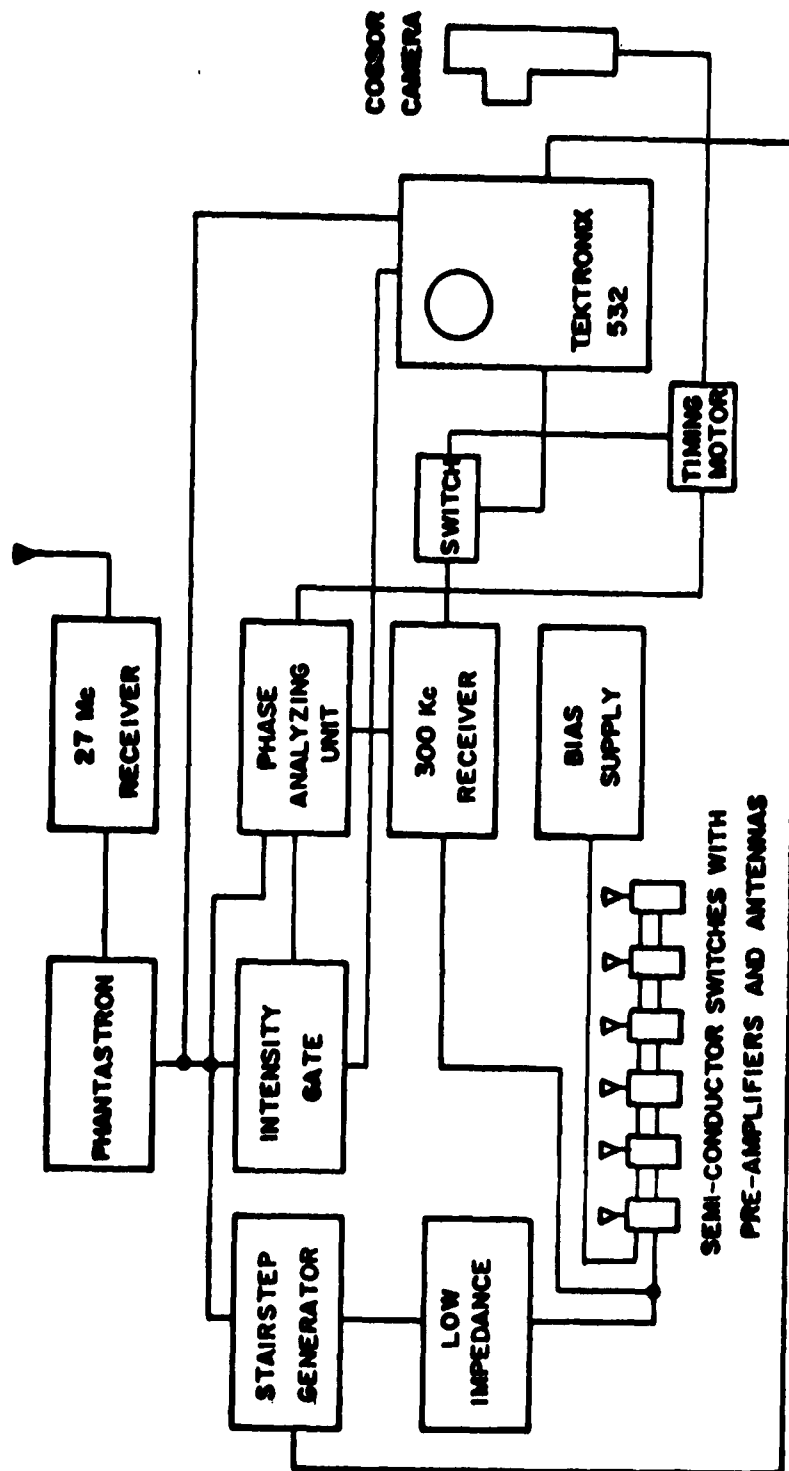 PHANTASTRON
27 Mc
RECEIVER
COSSOR
CAMERA
STAIRSTEP
GENERATOR
INTENSITY
GATE
PHASE
ANALYZING
UNIT
TEKTRONIX
532
LOW
IMPEDANCE
300 Kc
RECEIVER
SWITCH
BIAS
SUPPLY
TIMING
MOTOR
SEMI-CONDUCTOR SWITCHES WITH
PRE-AMPLIFIERS AND ANTENNAS